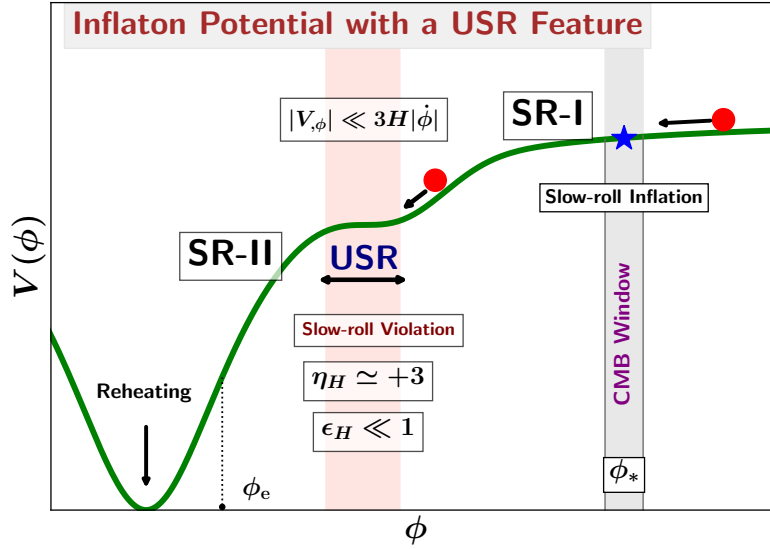 Inflaton Potential with a USR Feature
|V,ϕ| ≪ 3H|ϕ̇|
SR-I
Slow-roll Inflation
SR-II
USR
V(ϕ)
Slow-roll Violation
CMB Window
Reheating
η_H ≃ +3
ϵ_H ≪ 1
ϕ_e
ϕ_*
ϕ